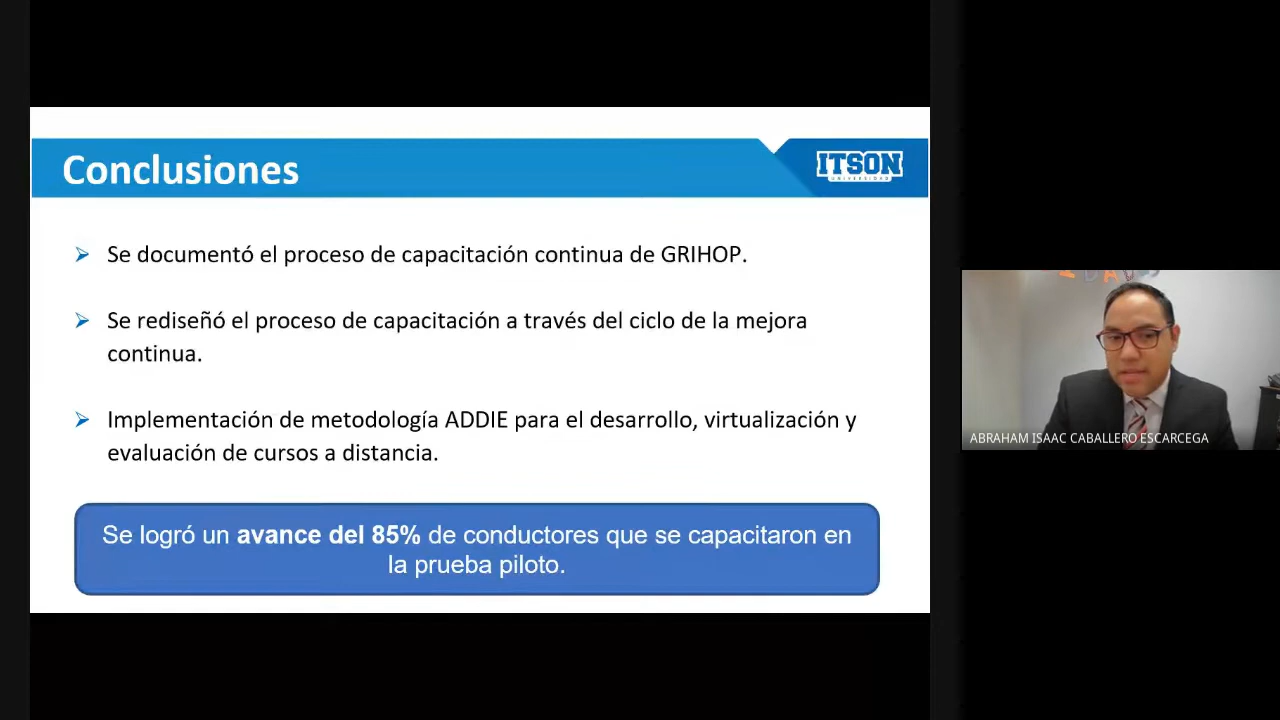 Conclusiones
ITSON
UNIVERSIDAD
Se documentó el proceso de capacitación continua de GRIHOP.
Se rediseñó el proceso de capacitación a través del ciclo de la mejora
continua.
Implementación de metodología ADDIE para el desarrollo, virtualización y
evaluación de cursos a distancia.
Se logró un avance del 85% de conductores que se capacitaron en
la prueba piloto.
ABRAHAM ISAAC CABALLERO ESCARCEGA